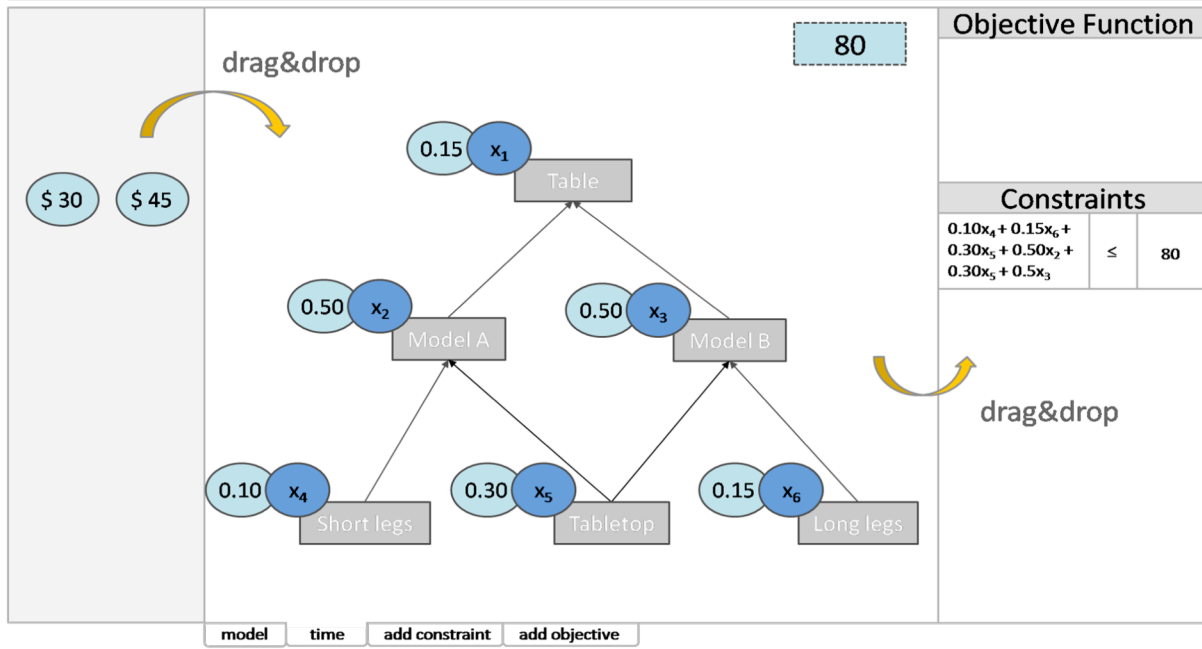 Objective Function
80
drag&drop
0.15 x₁
Table
$ 30 $ 45
Constraints
0.10x₄+ 0.15x₆+
0.30x₅+ 0.50x₂+
0.30x₅+ 0.5x₃
≤
80
0.50 x₂
Model A
0.50 x₃
Model B
drag&drop
0.10 x₄
Short legs
0.30 x₅
Tabletop
0.15 x₆
Long legs
model time add constraint add objective